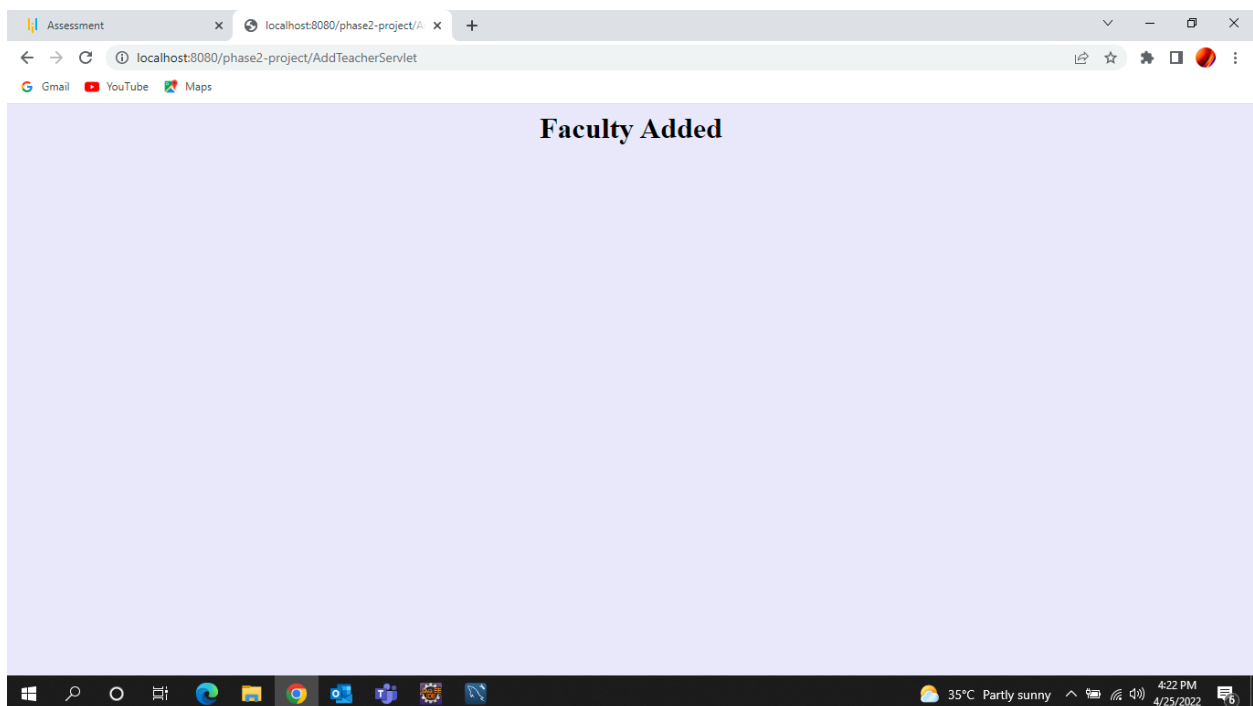 Assessment
localhost:8080/phase2-project/A
localhost:8080/phase2-project/AddTeacherServlet
Gmail YouTube Maps
Faculty Added
35°C Partly sunny
4:22 PM
4/25/2022
6